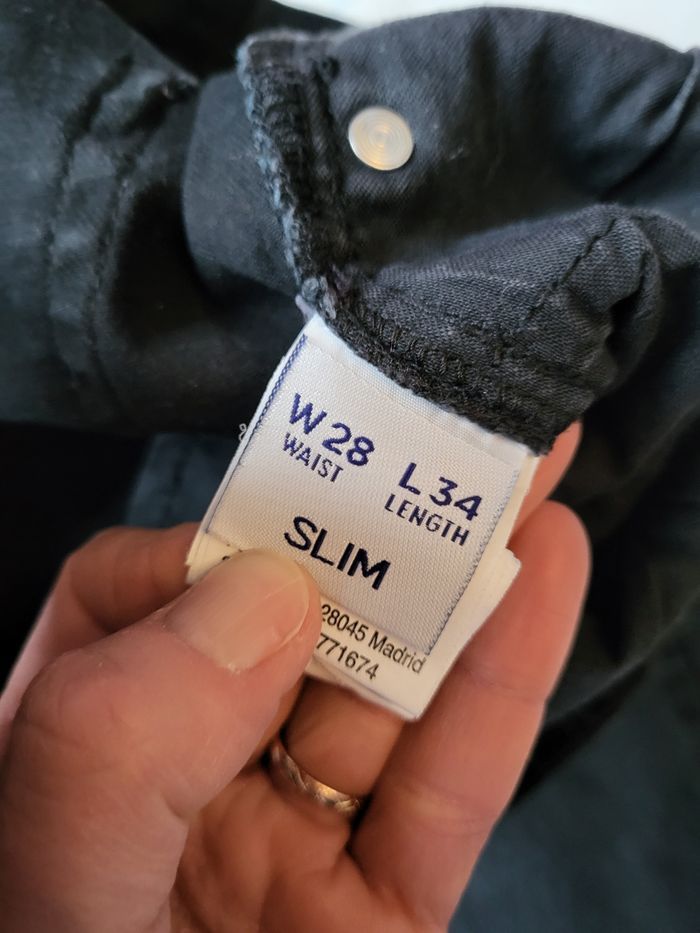 W 28 L 34
WAIST LENGTH
SLIM
28045 Madrid
771674